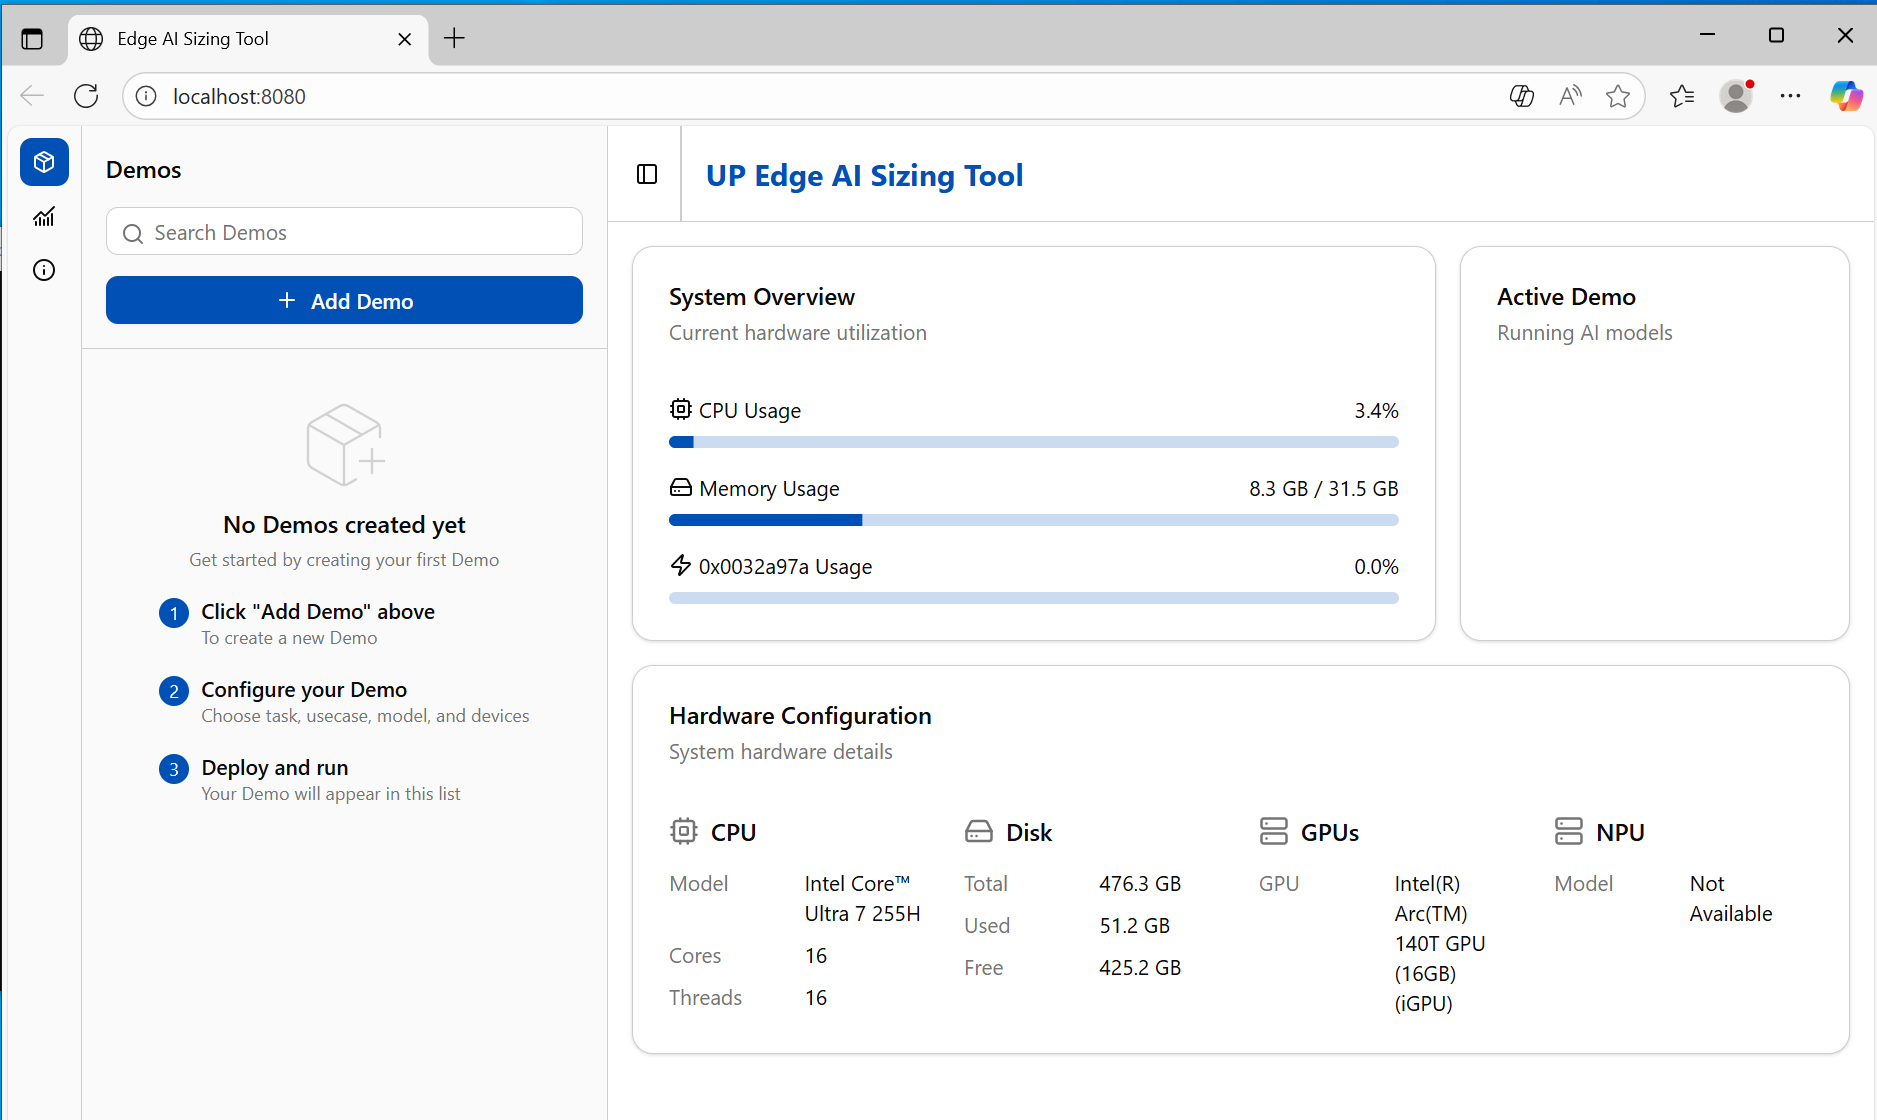 Edge AI Sizing Tool
localhost:8080
Demos
Search Demos
Add Demo
No Demos created yet
Get started by creating your first Demo
1 Click "Add Demo" above
To create a new Demo
2 Configure your Demo
Choose task, usecase, model, and devices
3 Deploy and run
Your Demo will appear in this list
UP Edge AI Sizing Tool
System Overview
Current hardware utilization
CPU Usage 3.4%
Memory Usage 8.3 GB / 31.5 GB
0x0032a97a Usage 0.0%
Active Demo
Running AI models
Hardware Configuration
System hardware details
CPU
Model Intel Core™
Ultra 7 255H
Cores 16
Threads 16
Disk
Total 476.3 GB
Used 51.2 GB
Free 425.2 GB
GPUs
GPU Intel(R)
Arc(TM)
140T GPU
(16GB)
(iGPU)
NPU
Model Not
Available